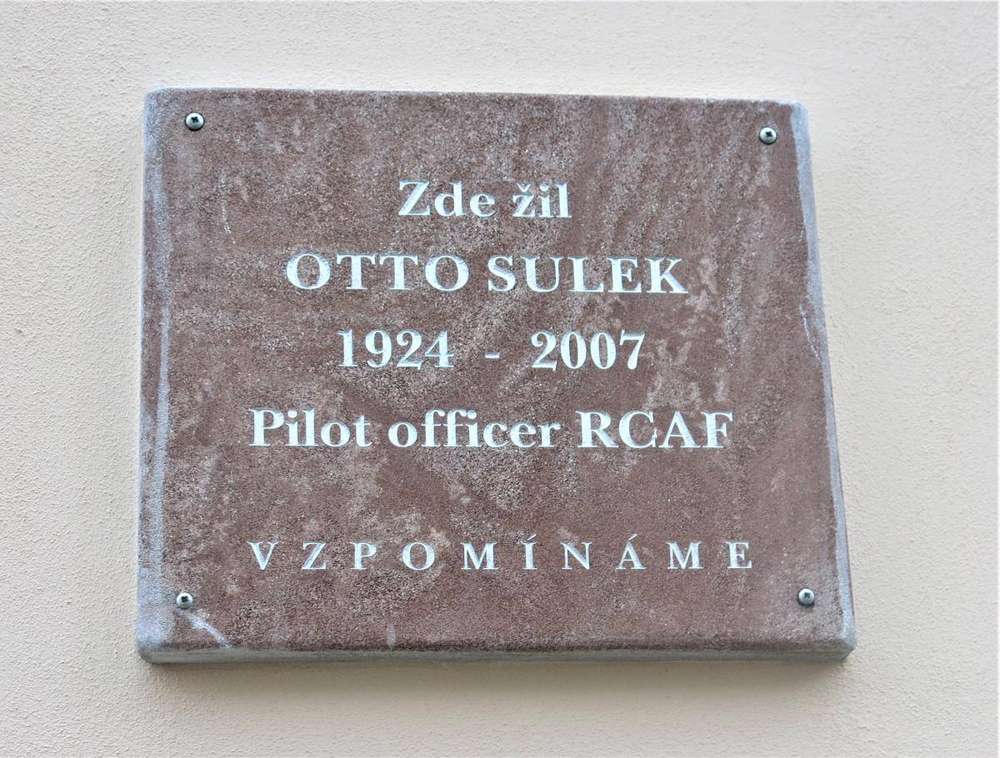 Zde žil
OTTO SULEK
1924 - 2007
Pilot officer RCAF
VZPOMÍNÁME